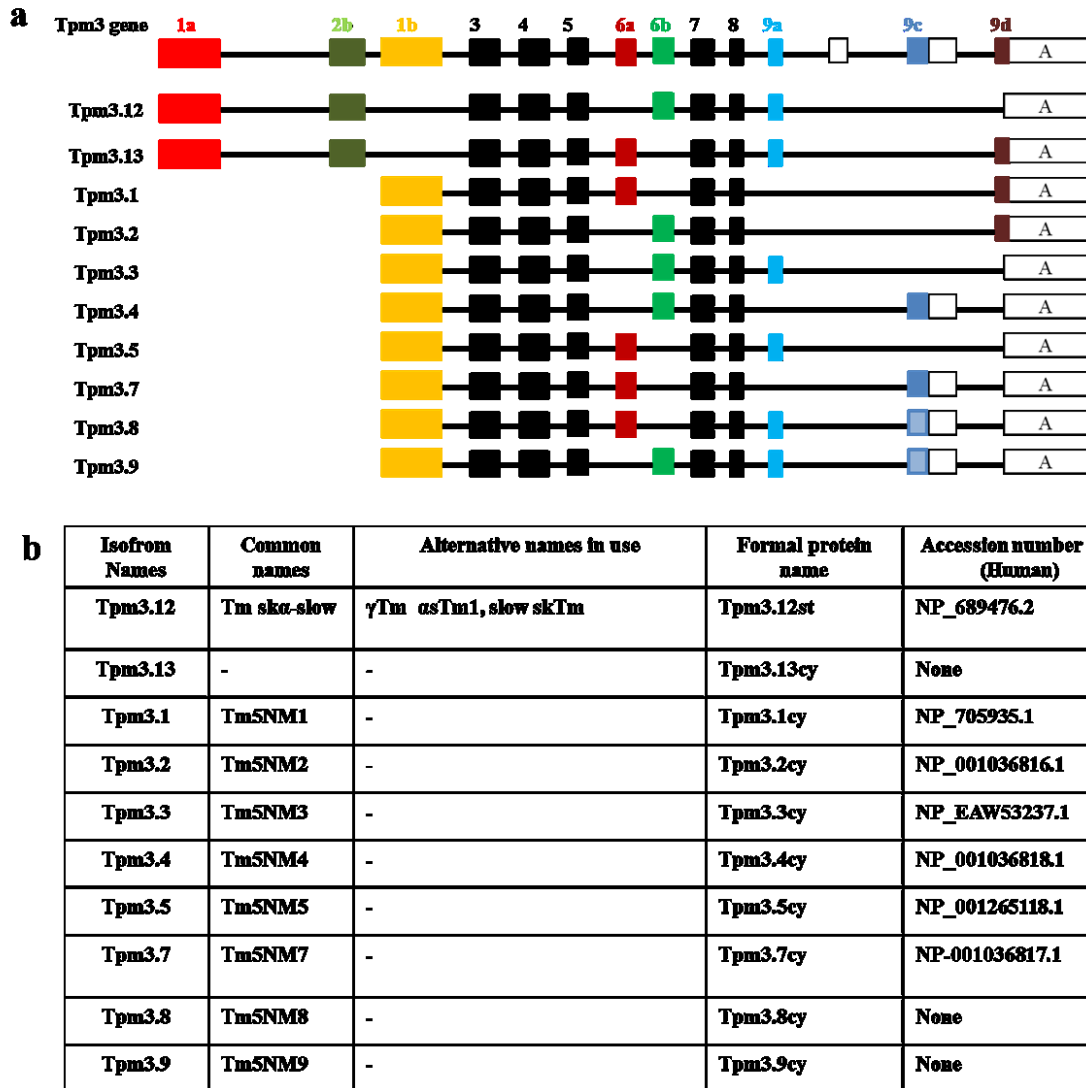 a
Tpm3 gene 1a 2b 1b 3 4 5 6a 6b 7 8 9a 9c 9d
A
Tpm3.12 A
Tpm3.13 A
Tpm3.1 A
Tpm3.2 A
Tpm3.3 A
Tpm3.4 A
Tpm3.5 A
Tpm3.7 A
Tpm3.8 A
Tpm3.9 A
b
Isofrom Names Common names Alternative names in use Formal protein name Accession number (Human)
Tpm3.12 Tm skα-slow γTm αsTm1, slow skTm Tpm3.12st NP_689476.2
Tpm3.13 - - Tpm3.13cy None
Tpm3.1 Tm5NM1 - Tpm3.1cy NP_705935.1
Tpm3.2 Tm5NM2 - Tpm3.2cy NP_001036816.1
Tpm3.3 Tm5NM3 - Tpm3.3cy NP_EAW53237.1
Tpm3.4 Tm5NM4 - Tpm3.4cy NP_001036818.1
Tpm3.5 Tm5NM5 - Tpm3.5cy NP_001265118.1
Tpm3.7 Tm5NM7 - Tpm3.7cy NP-001036817.1
Tpm3.8 Tm5NM8 - Tpm3.8cy None
Tpm3.9 Tm5NM9 - Tpm3.9cy None